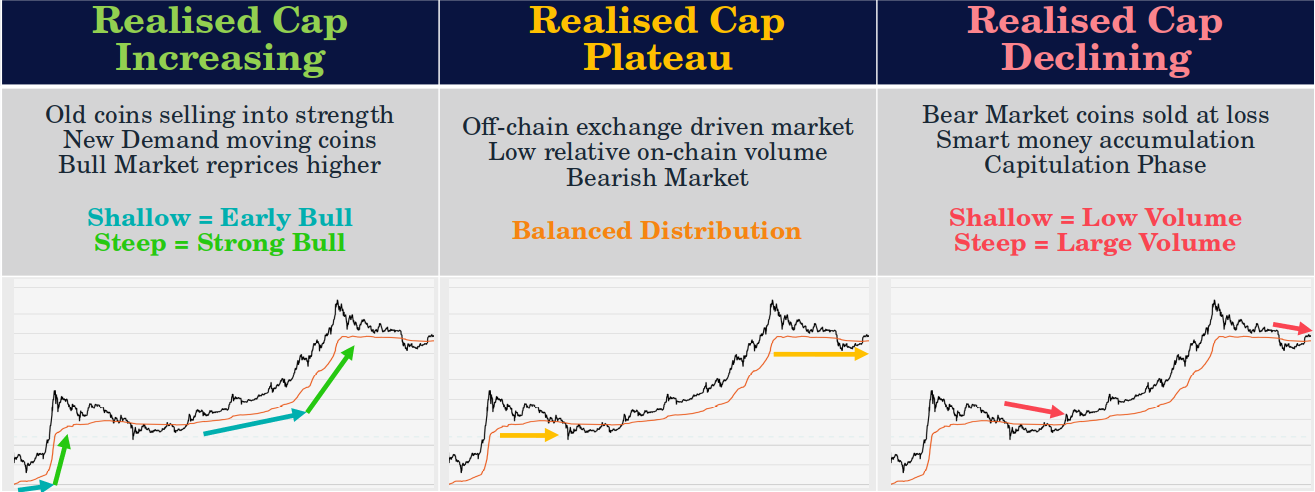 Realised Cap
Increasing
Realised Cap
Plateau
Realised Cap
Declining
Old coins selling into strength
New Demand moving coins
Bull Market reprices higher
Shallow = Early Bull
Steep = Strong Bull
Off-chain exchange driven market
Low relative on-chain volume
Bearish Market
Balanced Distribution
Bear Market coins sold at loss
Smart money accumulation
Capitulation Phase
Shallow = Low Volume
Steep = Large Volume